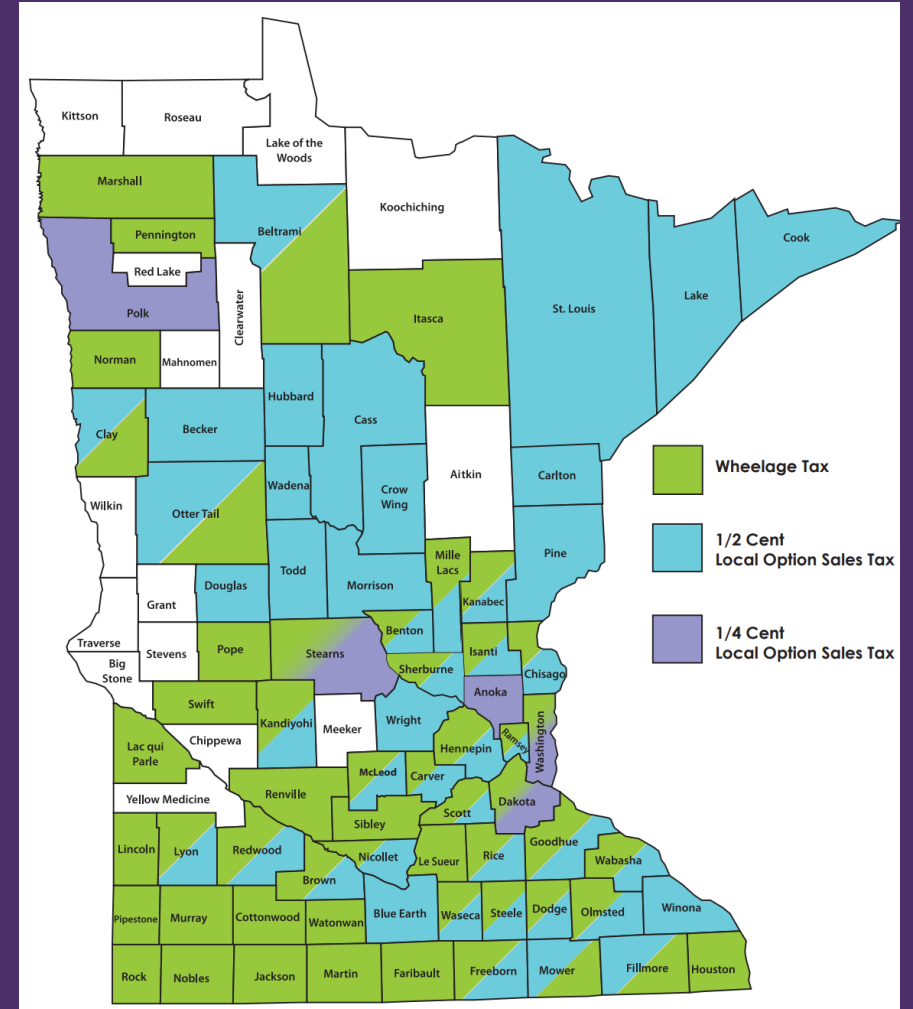 Kittson
Roseau
Lake of the
Woods
Marshall
Koochiching
Beltrami
Pennington
Cook
Red Lake
Lake
St. Louis
Polk
Clearwater
Itasca
Norman
Mahnomen
Hubbard
Cass
Clay
Becker
Wheelage Tax
Aitkin
Carlton
Wadena
Crow
Wing
Wilkin
Otter Tail
1/2 Cent
Local Option Sales Tax
Mille
Lacs
Pine
Todd
Douglas
Morrison
Grant
Kanabec
1/4 Cent
Local Option Sales Tax
Benton
Traverse
Stevens
Pope
Stearns
Isanti
Big
Stone
Sherburne
Chisago
Anoka
Swift
Kandiyohi
Wright
Meeker
Chippewa
Ramsey
Washington
Lac qui
Parle
Hennepin
McLeod
Carver
Yellow Medicine
Renville
Dakota
Scott
Sibley
Lincoln
Lyon
Redwood
Nicollet
Le Sueur
Rice
Goodhue
Wabasha
Brown
Pipestone
Murray
Cottonwood
Watonwan
Blue Earth
Waseca
Steele
Dodge
Olmsted
Winona
Rock
Nobles
Jackson
Martin
Faribault
Freeborn
Mower
Fillmore
Houston